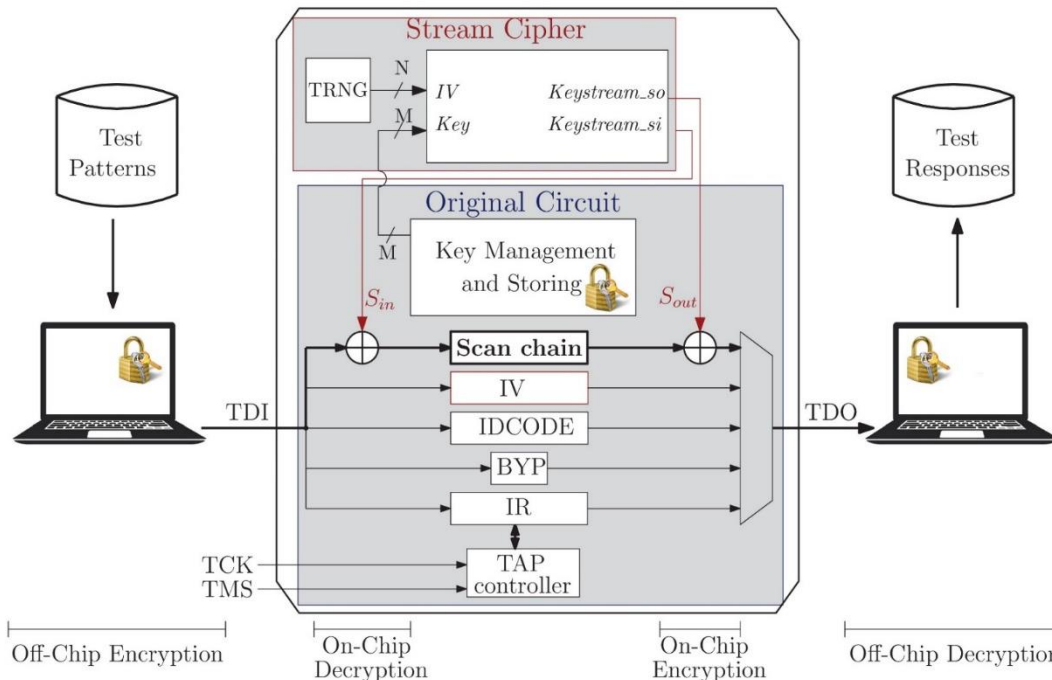 Stream Cipher
TRNG
N
M
IV
Key
Keystream_so
Keystream_si
Test
Patterns
Test
Responses
Original Circuit
M
Key Management
and Storing
S_in
S_out
Scan chain
IV
TDI
IDCODE
TDO
BYP
IR
TCK
TMS
TAP
controller
Off-Chip Encryption
On-Chip
Decryption
On-Chip
Encryption
Off-Chip Decryption